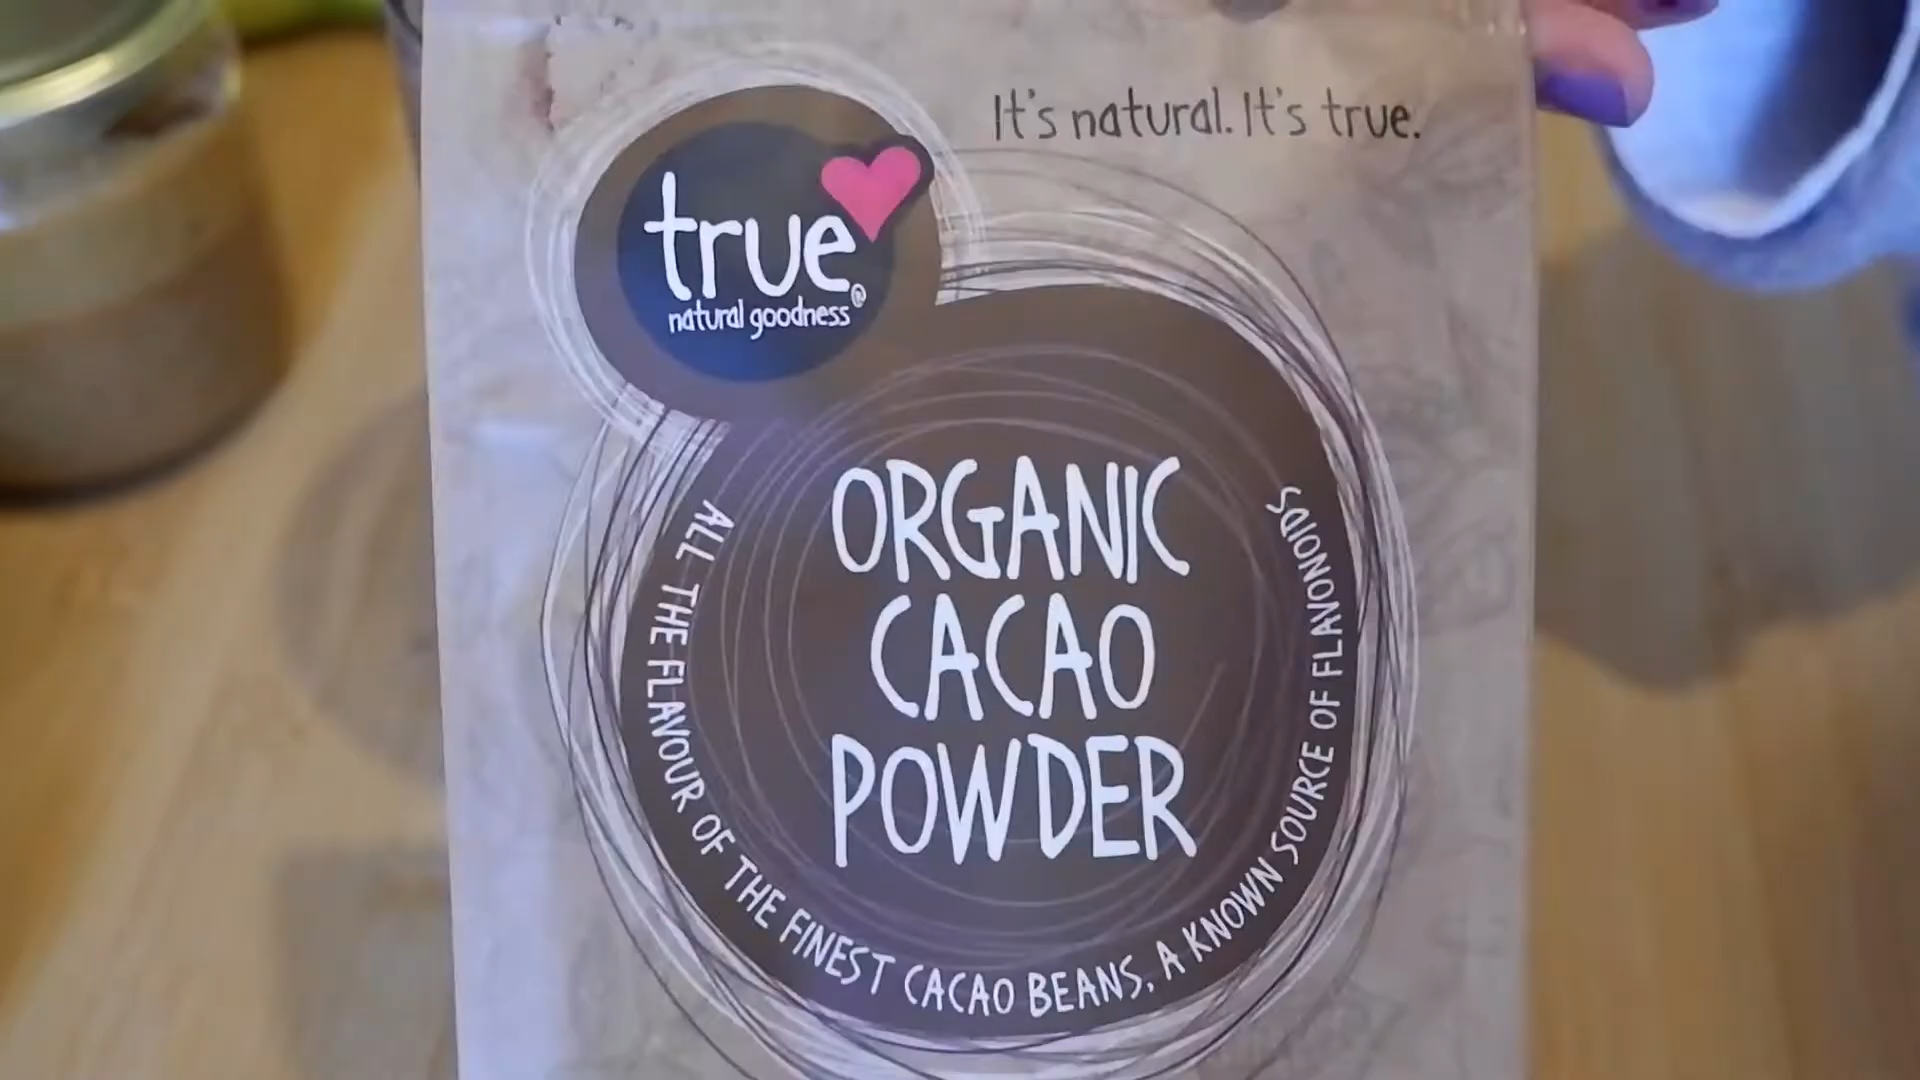 It's natural. It's true.
true
natural goodness®
ORGANIC
CACAO
POWDER
ALL THE FLAVOUR OF THE FINEST CACAO BEANS, A KNOWN SOURCE OF FLAVONOIDS